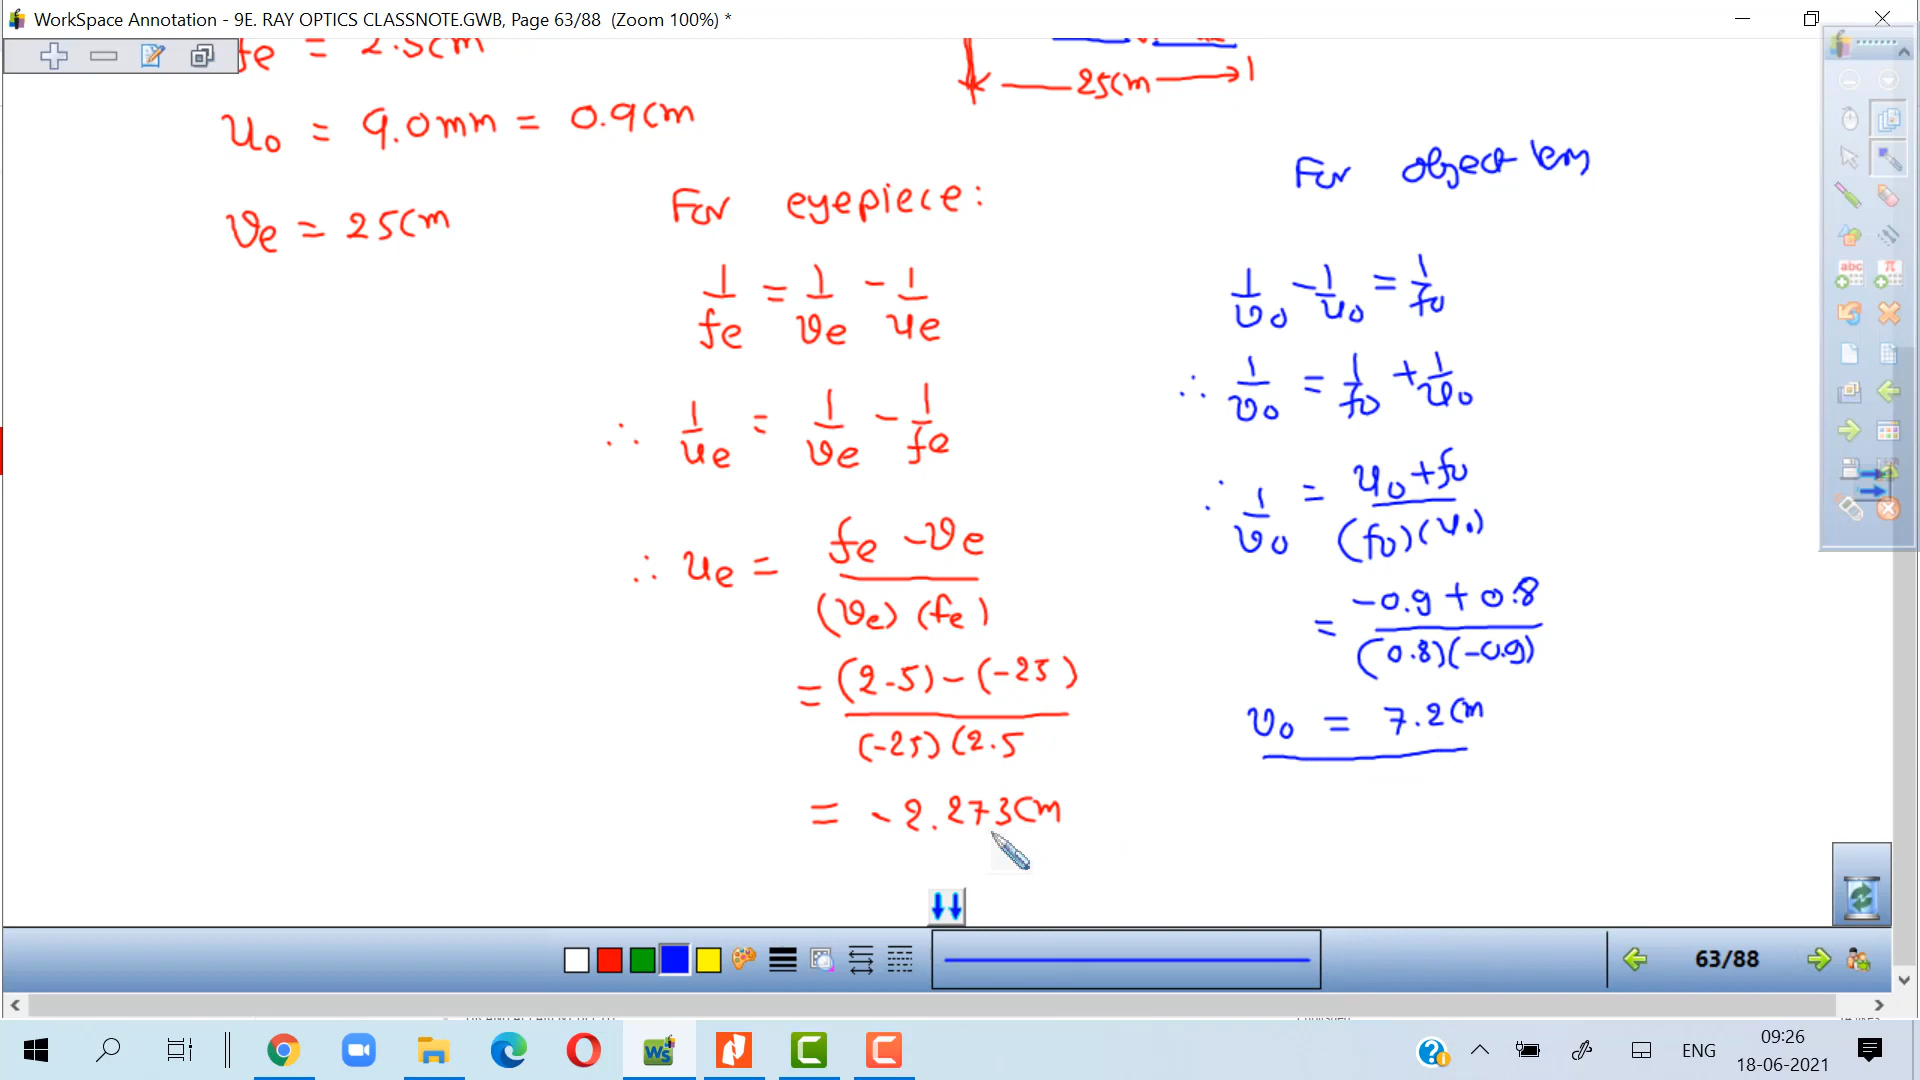 WorkSpace Annotation - 9E. RAY OPTICS CLASSNOTE.GWB, Page 63/88 (Zoom 100%) *
fe = 2.5cm
25cm
u₀ = 9.0mm = 0.9cm
ve = 25cm
For eyepiece:
1/fe = 1/ve - 1/ue
∴ 1/ue = 1/ve - 1/fe
∴ ue = fe - ve / (ve)(fe)
= (2.5) - (-25) / (-25)(2.5
= -2.273cm
For object lens
1/v₀ - 1/u₀ = 1/f₀
∴ 1/v₀ = 1/f₀ + 1/u₀
∴ 1/v₀ = u₀ + f₀ / (f₀)(u₀)
= -0.9 + 0.8 / (0.8)(-0.9)
v₀ = 7.2cm
abc
π
63/88
WS
ENG
09:26
18-06-2021